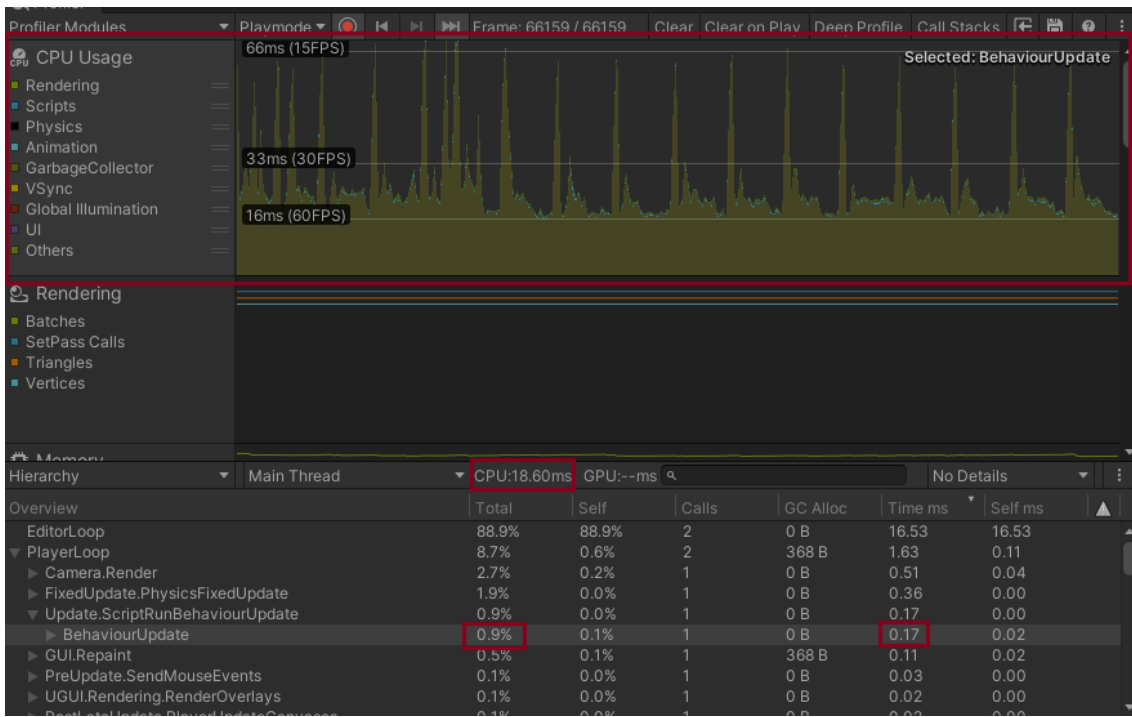 Profiler Modules Playmode Frame: 66159 / 66159 Clear Clear on Play Deep Profile Call Stacks
CPU Usage
Rendering
Scripts
Physics
Animation
GarbageCollector
VSync
Global Illumination
UI
Others
66ms (15FPS)
Selected: BehaviourUpdate
33ms (30FPS)
16ms (60FPS)
Rendering
Batches
SetPass Calls
Triangles
Vertices
Memory
Hierarchy Main Thread CPU:18.60ms GPU:--ms No Details
Overview Total Self Calls GC Alloc Time ms Self ms
EditorLoop 88.9% 88.9% 2 0 B 16.53 16.53
PlayerLoop 8.7% 0.6% 2 368 B 1.63 0.11
Camera.Render 2.7% 0.2% 1 0 B 0.51 0.04
FixedUpdate.PhysicsFixedUpdate 1.9% 0.0% 1 0 B 0.36 0.00
Update.ScriptRunBehaviourUpdate 0.9% 0.0% 1 0 B 0.17 0.00
BehaviourUpdate 0.9% 0.1% 1 0 B 0.17 0.02
GUI.Repaint 0.5% 0.1% 1 368 B 0.11 0.02
PreUpdate.SendMouseEvents 0.1% 0.0% 1 0 B 0.03 0.00
UGUI.Rendering.RenderOverlays 0.1% 0.0% 1 0 B 0.02 0.00